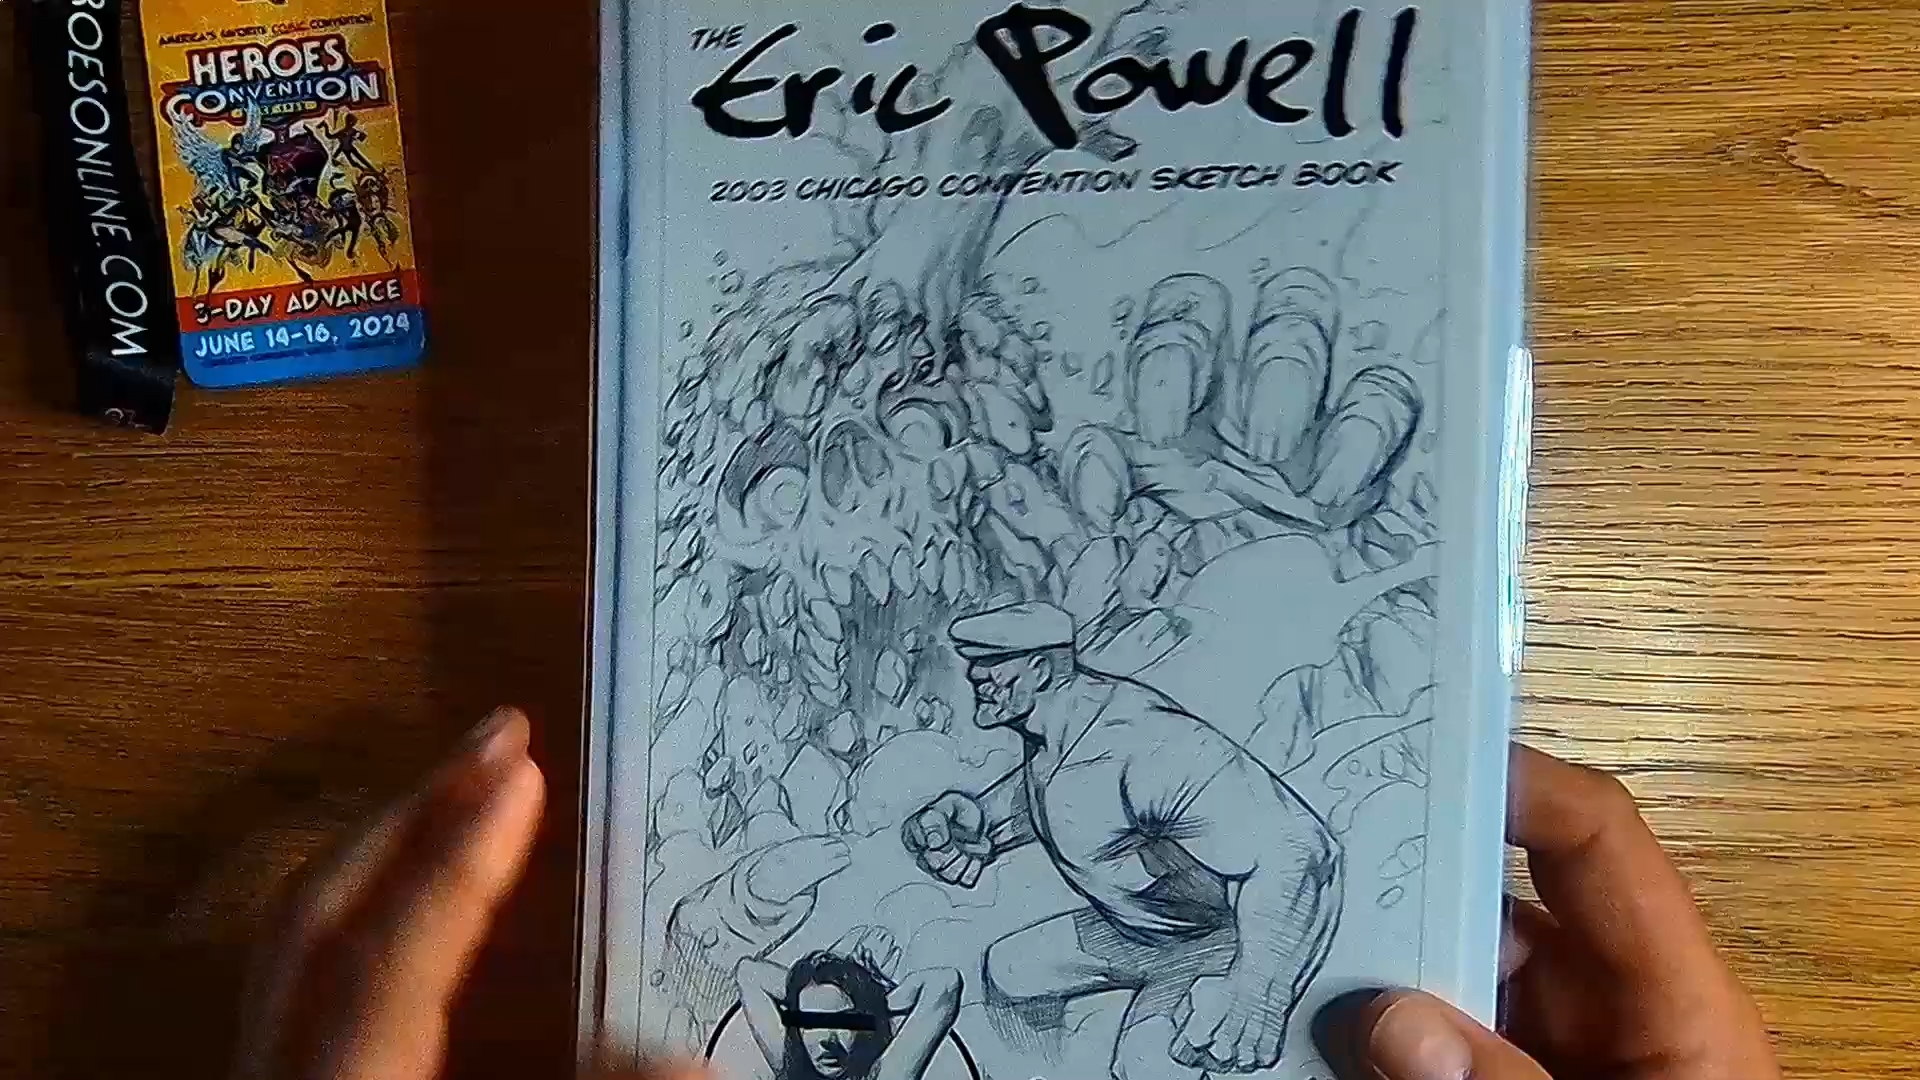 ROESONLINE.COM
AMERICA'S FAVORITE COMIC CONVENTION
HEROES
CONVENTION
3-DAY ADVANCE
JUNE 14-16, 2024
THE
Eric Powell
2003 CHICAGO CONVENTION SKETCH BOOK